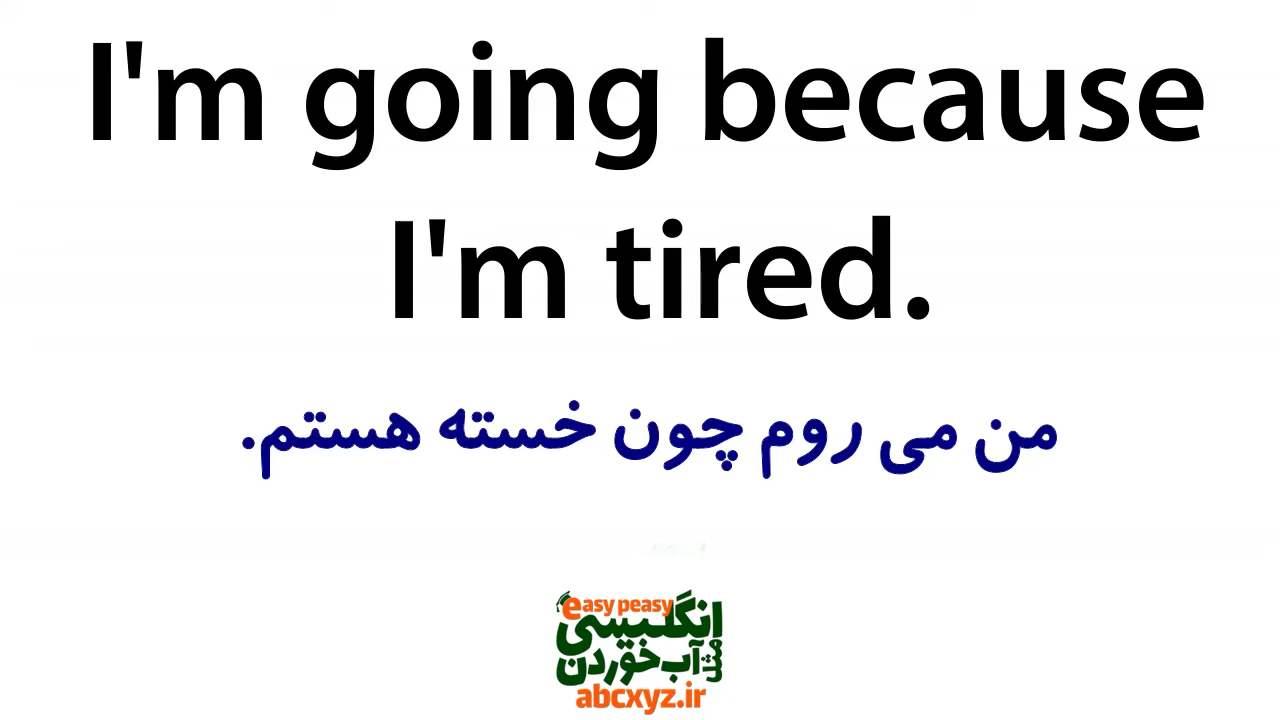 I'm going because
I'm tired.
من می روم چون خسته هستم.
easy peasy
انگلیسی
مثل آب خوردن
abcxyz.ir